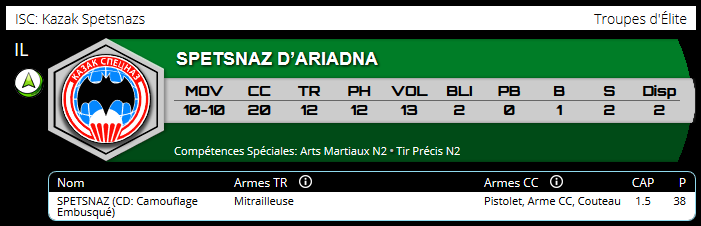 ISC: Kazak Spetsnazs Troupes d'Élite
IL
КАЗАК СПЕЦНАЗ
SPETSNAZ D'ARIADNA
MOV CC TR PH VOL BLI PB B S Disp
10-10 20 12 12 13 2 0 1 2 2
Compétences Spéciales: Arts Martiaux N2 • Tir Précis N2
Nom Armes TR Armes CC CAP P
SPETSNAZ (CD: Camouflage Mitrailleuse Pistolet, Arme CC, Couteau 1.5 38
Embusqué)